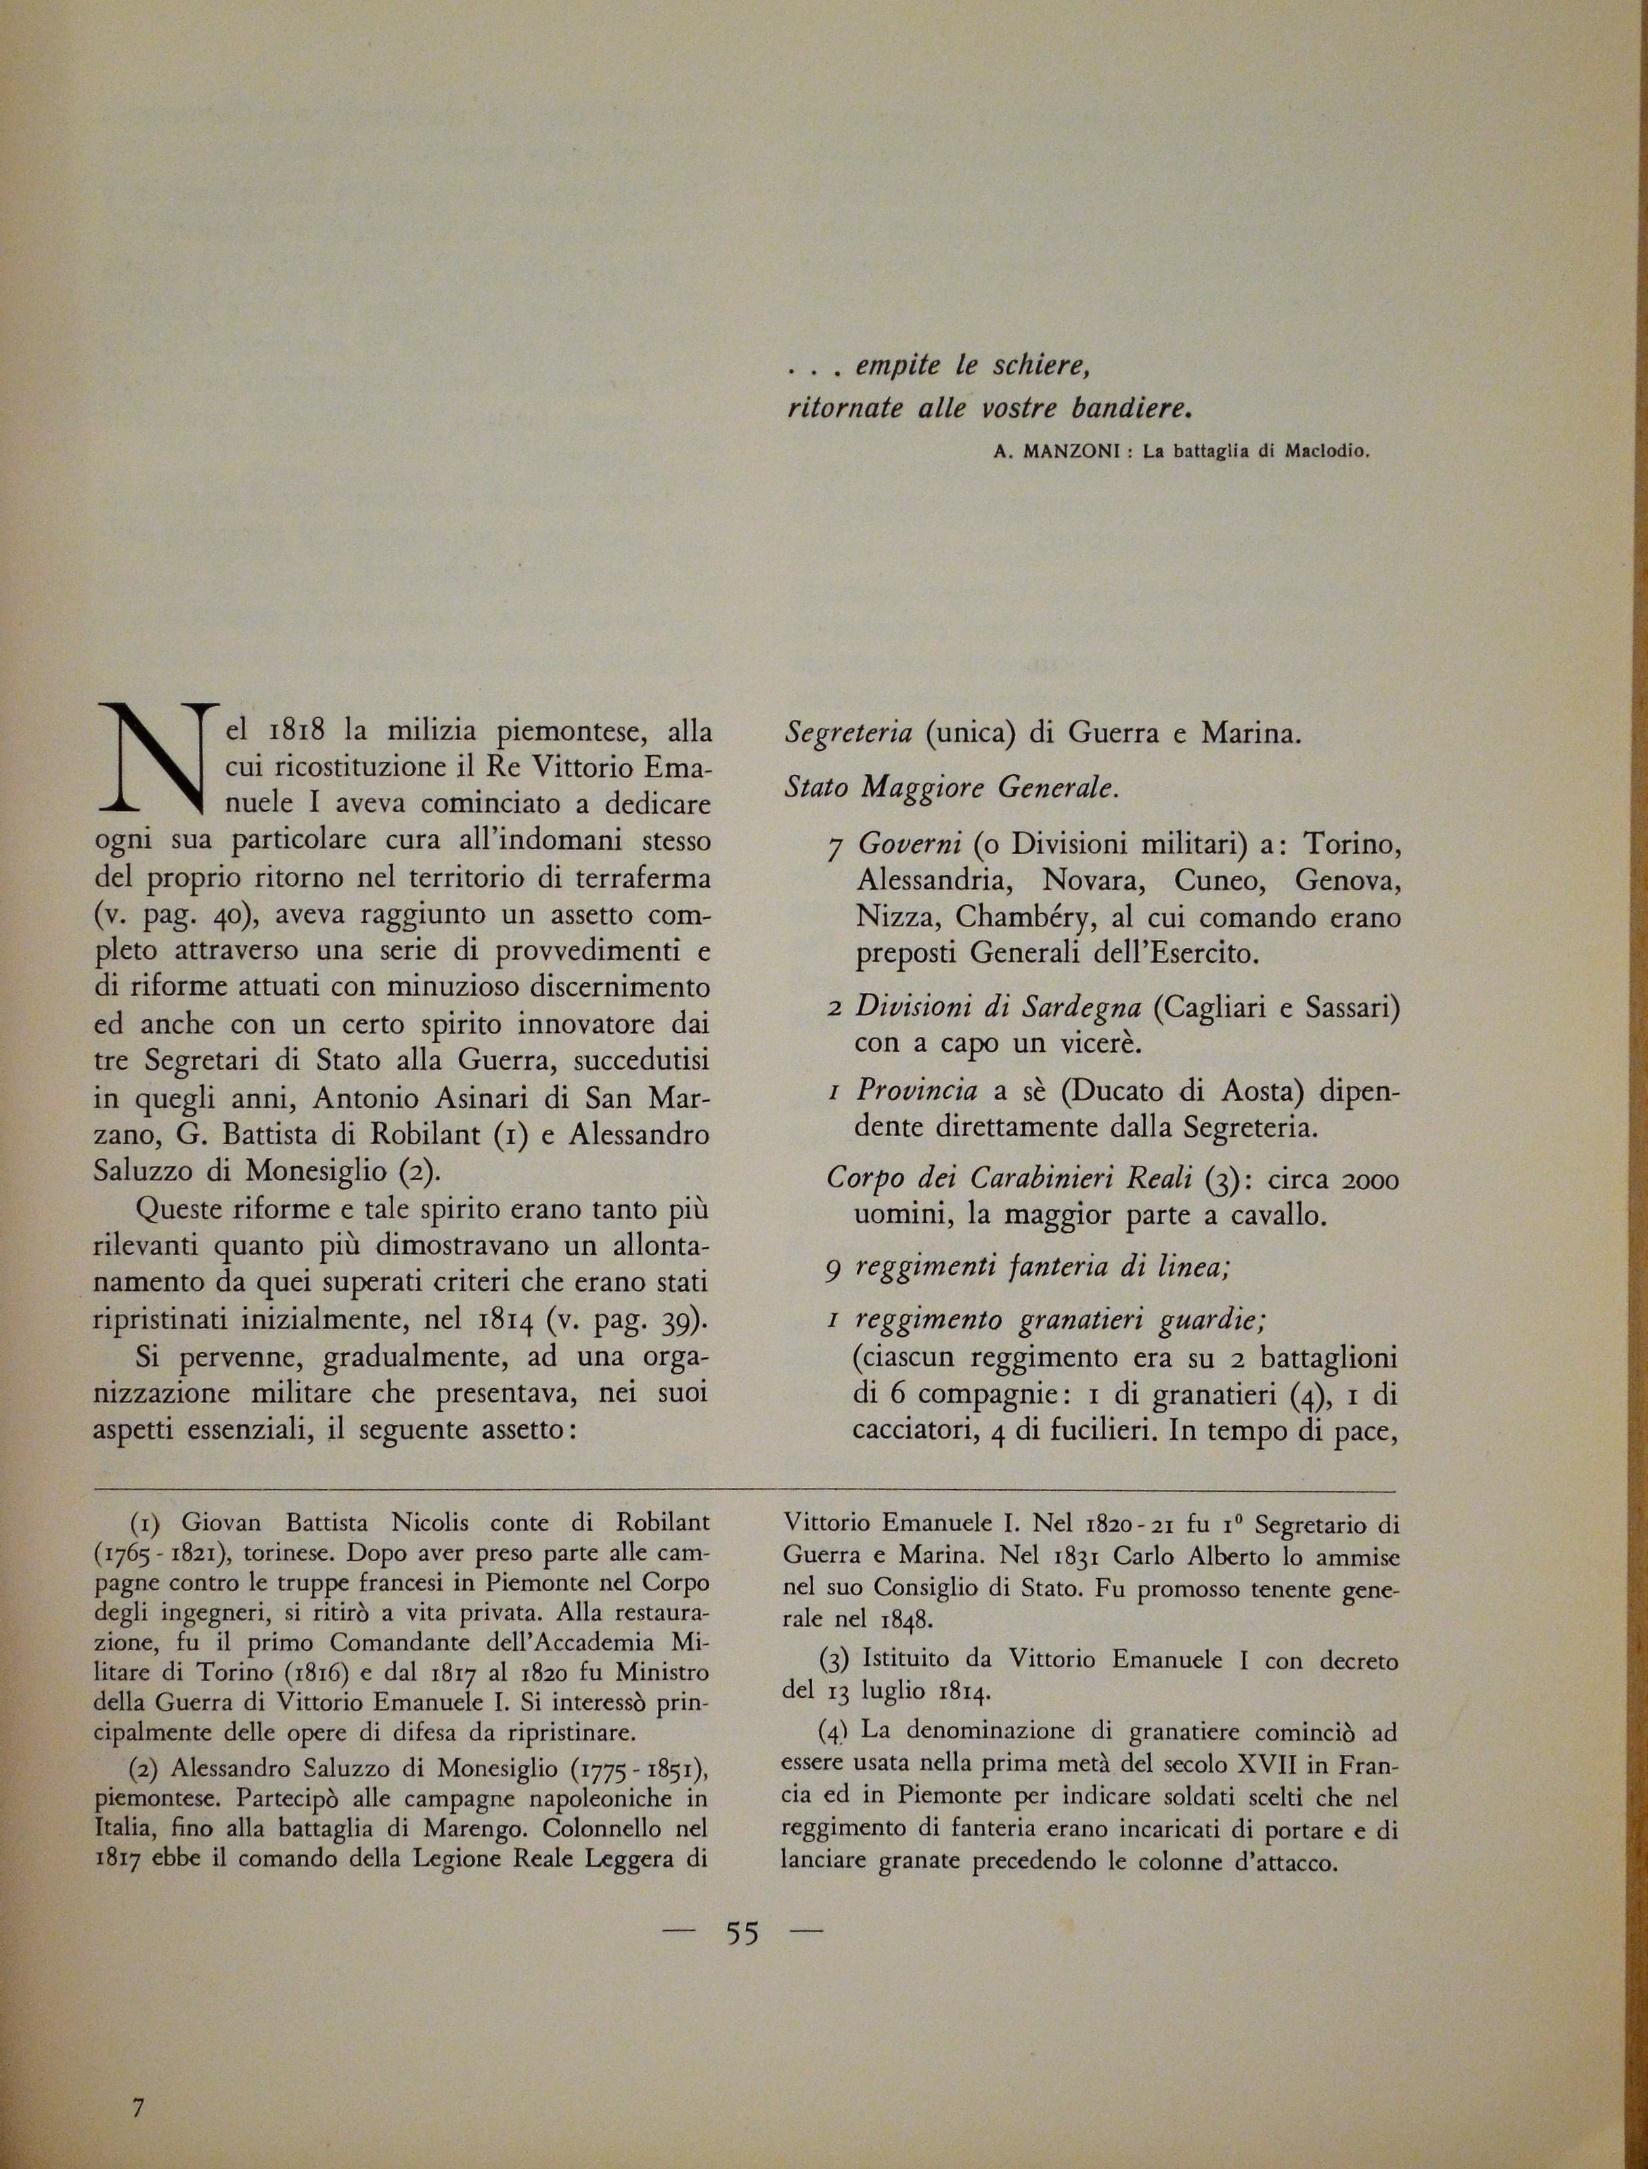 . . . empite le schiere,
ritornate alle vostre bandiere.
A. MANZONI : La battaglia di Maclodio.
Nel 1818 la milizia piemontese, alla
cui ricostituzione il Re Vittorio Ema-
nuele I aveva cominciato a dedicare
ogni sua particolare cura all'indomani stesso
del proprio ritorno nel territorio di terraferma
(v. pag. 40), aveva raggiunto un assetto com-
pleto attraverso una serie di provvedimenti e
di riforme attuati con minuzioso discernimento
ed anche con un certo spirito innovatore dai
tre Segretari di Stato alla Guerra, succedutisi
in quegli anni, Antonio Asinari di San Mar-
zano, G. Battista di Robilant (1) e Alessandro
Saluzzo di Monesiglio (2).
Queste riforme e tale spirito erano tanto più
rilevanti quanto più dimostravano un allonta-
namento da quei superati criteri che erano stati
ripristinati inizialmente, nel 1814 (v. pag. 39).
Si pervenne, gradualmente, ad una orga-
nizzazione militare che presentava, nei suoi
aspetti essenziali, il seguente assetto:
Segreteria (unica) di Guerra e Marina.
Stato Maggiore Generale.
7 Governi (o Divisioni militari) a: Torino,
Alessandria, Novara, Cuneo, Genova,
Nizza, Chambéry, al cui comando erano
preposti Generali dell'Esercito.
2 Divisioni di Sardegna (Cagliari e Sassari)
con a capo un vicerè.
1 Provincia a sè (Ducato di Aosta) dipen-
dente direttamente dalla Segreteria.
Corpo dei Carabinieri Reali (3): circa 2000
uomini, la maggior parte a cavallo.
9 reggimenti fanteria di linea;
1 reggimento granatieri guardie;
(ciascun reggimento era su 2 battaglioni
di 6 compagnie: 1 di granatieri (4), 1 di
cacciatori, 4 di fucilieri. In tempo di pace,
(1) Giovan Battista Nicolis conte di Robilant
(1765 - 1821), torinese. Dopo aver preso parte alle cam-
pagne contro le truppe francesi in Piemonte nel Corpo
degli ingegneri, si ritirò a vita privata. Alla restaura-
zione, fu il primo Comandante dell'Accademia Mi-
litare di Torino (1816) e dal 1817 al 1820 fu Ministro
della Guerra di Vittorio Emanuele I. Si interessò prin-
cipalmente delle opere di difesa da ripristinare.
(2) Alessandro Saluzzo di Monesiglio (1775 - 1851),
piemontese. Partecipò alle campagne napoleoniche in
Italia, fino alla battaglia di Marengo. Colonnello nel
1817 ebbe il comando della Legione Reale Leggera di
Vittorio Emanuele I. Nel 1820 - 21 fu 1º Segretario di
Guerra e Marina. Nel 1831 Carlo Alberto lo ammise
nel suo Consiglio di Stato. Fu promosso tenente gene-
rale nel 1848.
(3) Istituito da Vittorio Emanuele I con decreto
del 13 luglio 1814.
(4) La denominazione di granatiere cominciò ad
essere usata nella prima metà del secolo XVII in Fran-
cia ed in Piemonte per indicare soldati scelti che nel
reggimento di fanteria erano incaricati di portare e di
lanciare granate precedendo le colonne d'attacco.
— 55 —
7